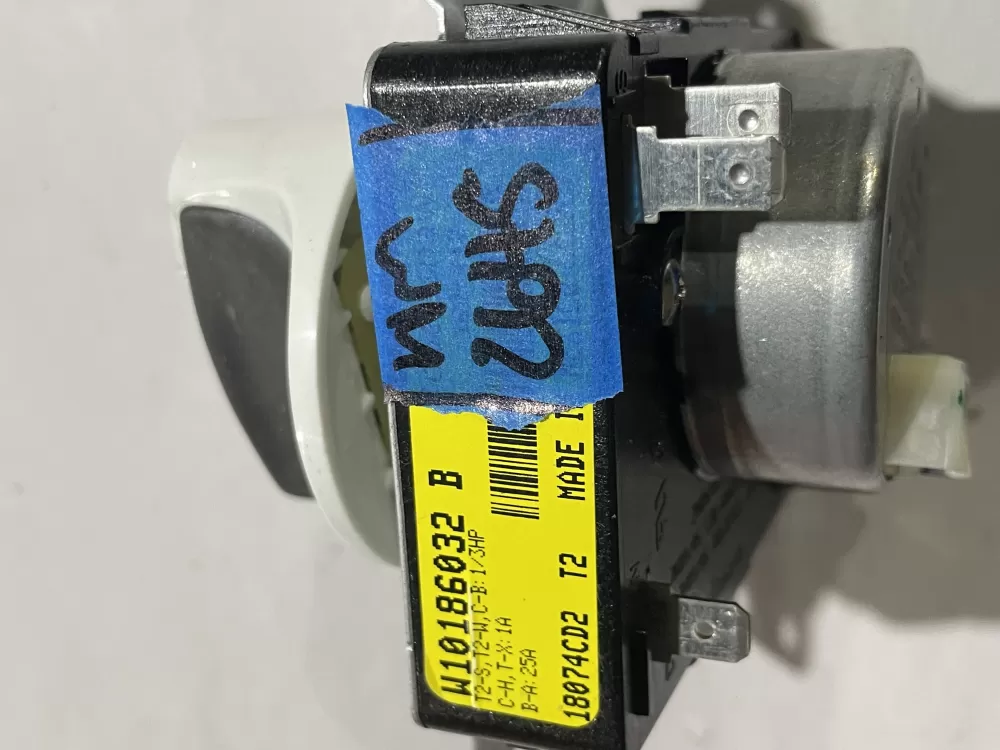 W10186032 B
T2-S,T2-W,C-B:1/3HP
C-H,T-X:1A
B-A:25A
18074CD2 T2 MADE I